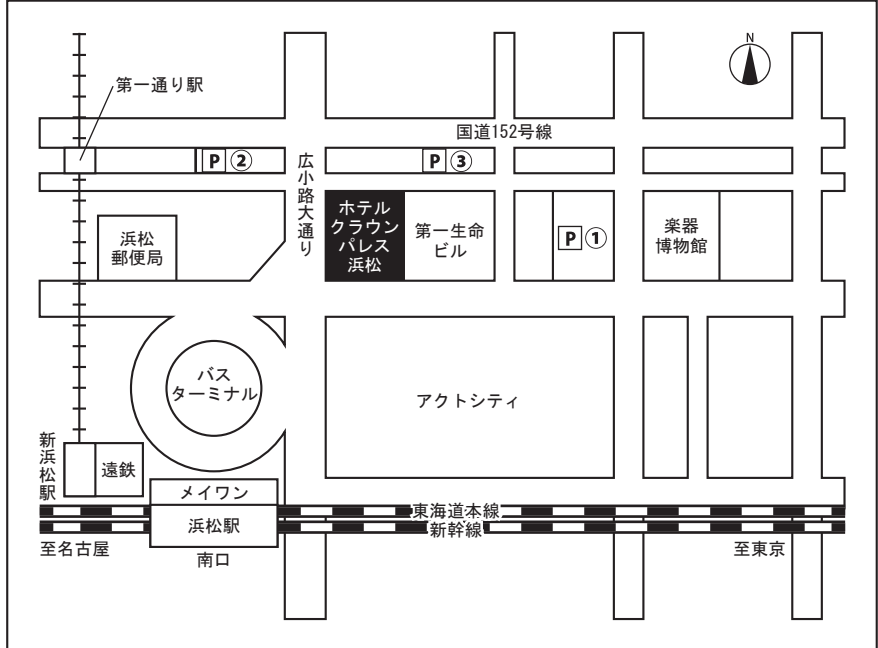 N
第一通り駅
国道152号線
P ②
P ③
広小路大通り
ホテル
クラウン
パレス
浜松
第一生命
ビル
P ①
楽器
博物館
浜松
郵便局
バス
ターミナル
アクトシティ
新浜松駅
遠鉄
メイワン
東海道本線
浜松駅
新幹線
至名古屋
南口
至東京